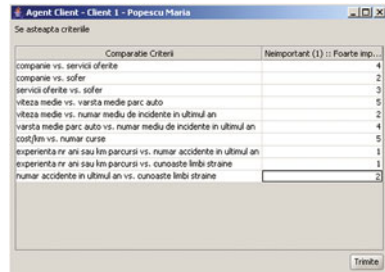 Agent Client - Client 1 - Popescu Maria
Se asteapta criteriile
Comparatie Criterii Neimportant (1) :: Foarte imp...
companie vs. servicii oferite 4
companie vs. sofer 2
servicii oferite vs. sofer 3
viteza medie vs. varsta medie parc auto 5
viteza medie vs. numar mediu de incidente in ultimul an 2
varsta medie parc auto vs. numar mediu de incidente in ultimul an 4
cost/km vs. numar curse 5
experienta nr ani sau km parcursi vs. numar accidente in ultimul an 1
experienta nr ani sau km parcursi vs. cunoaste limbi straine 1
numar accidente in ultimul an vs. cunoaste limbi straine 2
Trimite